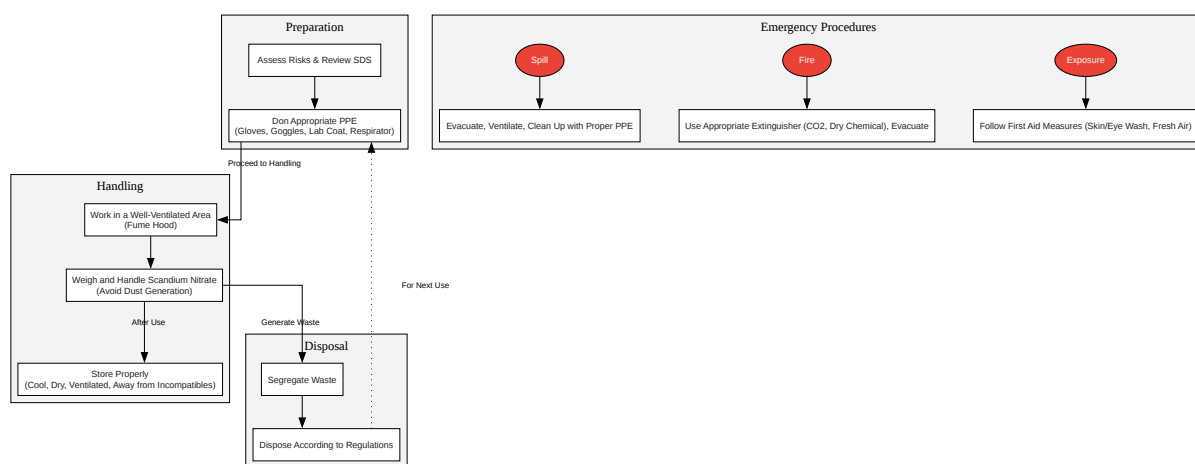 Preparation
Assess Risks & Review SDS
Don Appropriate PPE
(Gloves, Goggles, Lab Coat, Respirator)
Proceed to Handling
Emergency Procedures
Spill
Evacuate, Ventilate, Clean Up with Proper PPE
Fire
Use Appropriate Extinguisher (CO2, Dry Chemical), Evacuate
Exposure
Follow First Aid Measures (Skin/Eye Wash, Fresh Air)
Handling
Work in a Well-Ventilated Area
(Fume Hood)
Weigh and Handle Scandium Nitrate
(Avoid Dust Generation)
After Use
Store Properly
(Cool, Dry, Ventilated, Away from Incompatibles)
Generate Waste
For Next Use
Disposal
Segregate Waste
Dispose According to Regulations